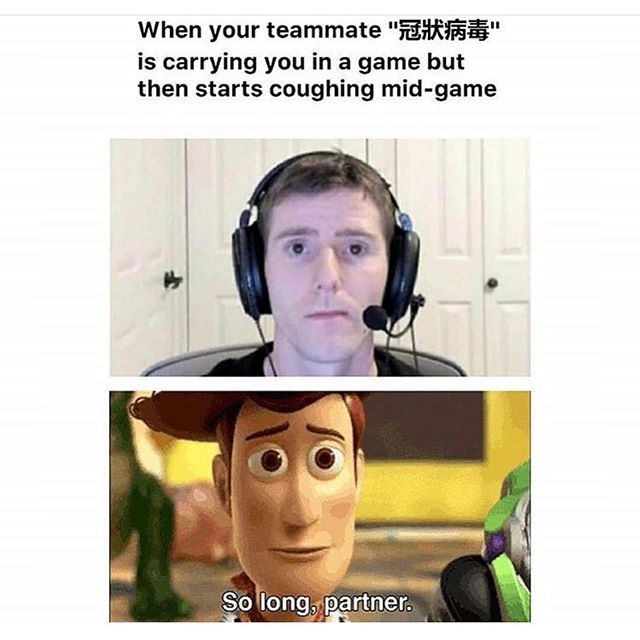 When your teammate "冠狀病毒"
is carrying you in a game but
then starts coughing mid-game
So long, partner.